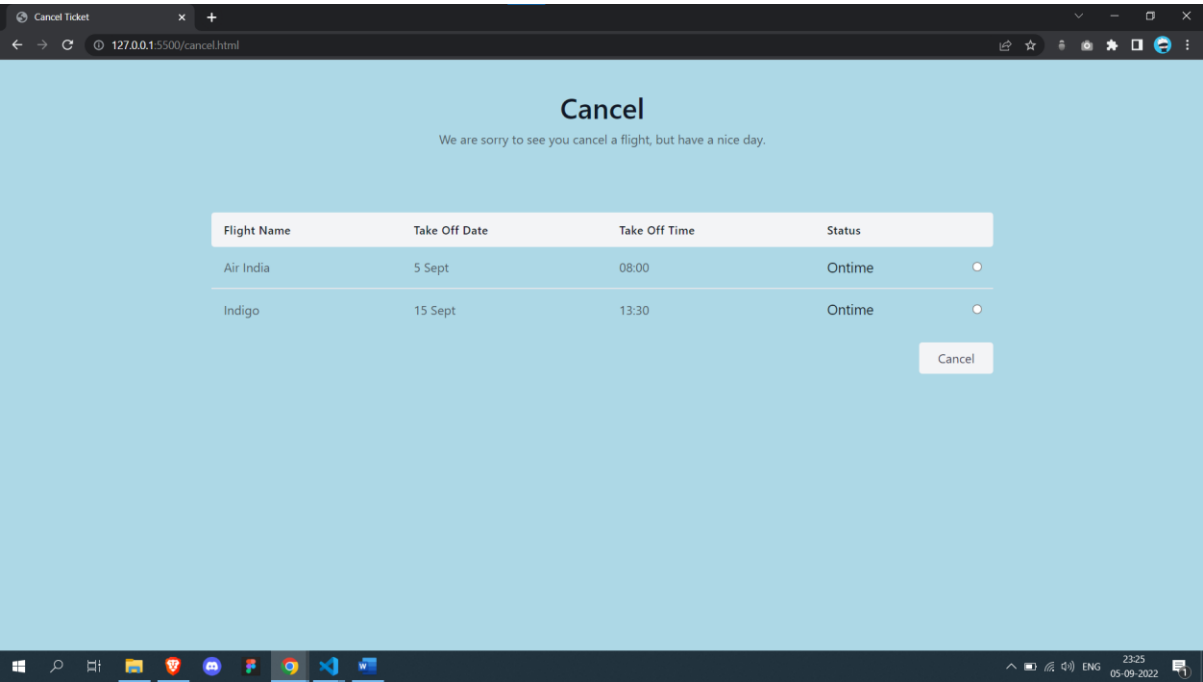 Cancel Ticket
127.0.0.1:5500/cancel.html
Cancel
We are sorry to see you cancel a flight, but have a nice day.
Flight Name Take Off Date Take Off Time Status
Air India 5 Sept 08:00 Ontime
Indigo 15 Sept 13:30 Ontime
Cancel
ENG 23:25
05-09-2022